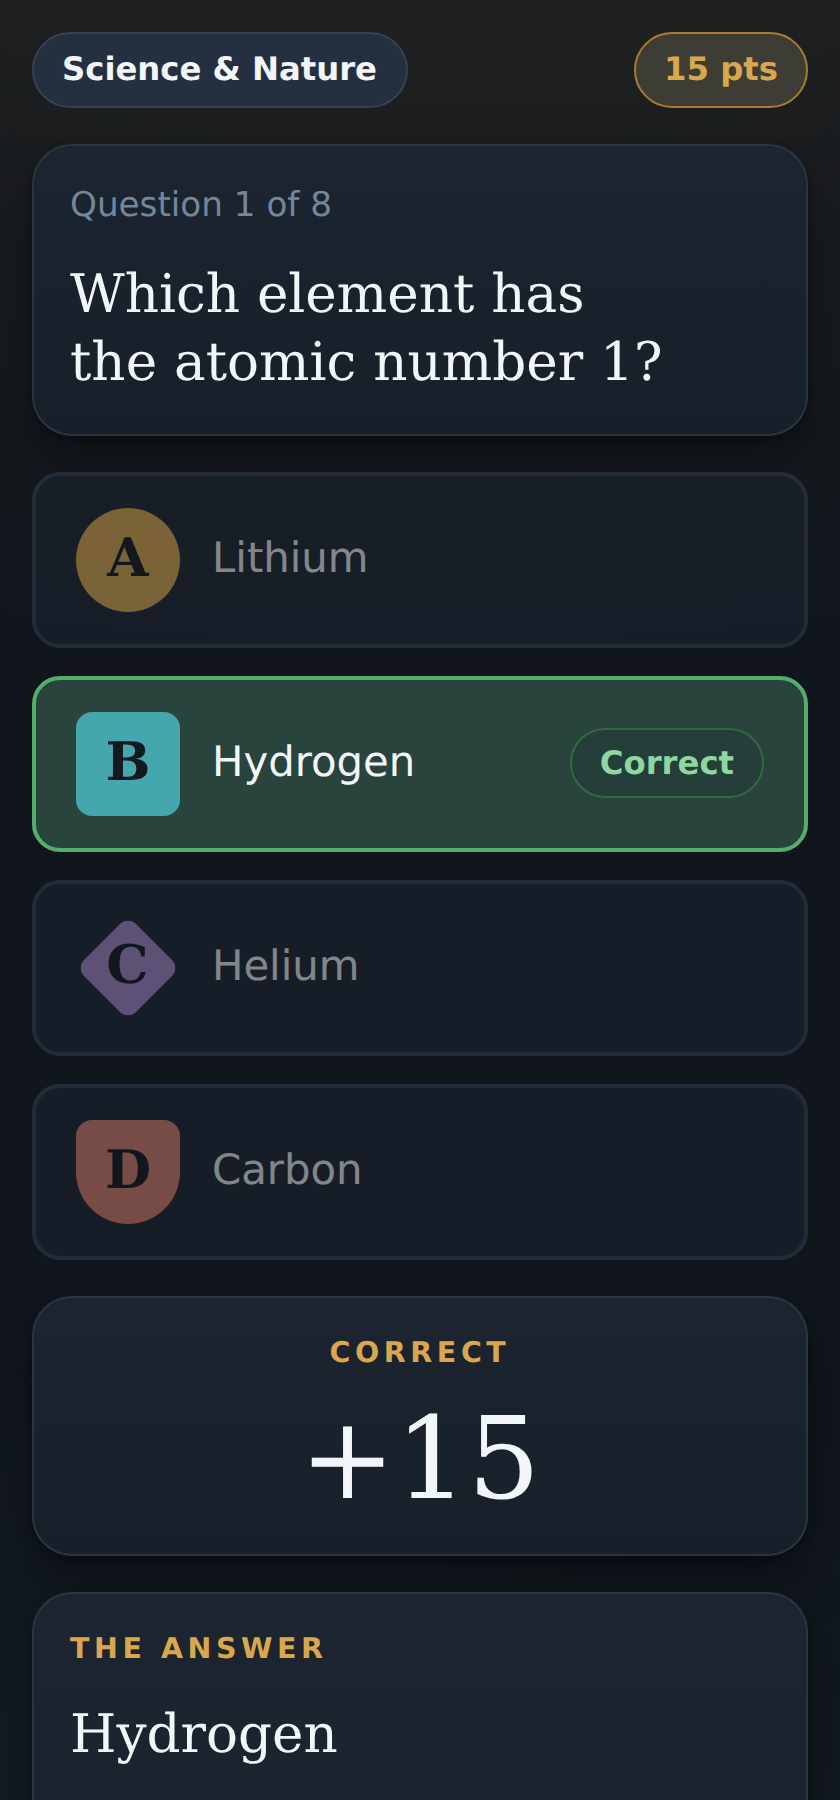 Science & Nature
15 pts
Question 1 of 8
Which element has
the atomic number 1?
A
Lithium
B
Hydrogen
Correct
C
Helium
D
Carbon
CORRECT
+15
THE ANSWER
Hydrogen